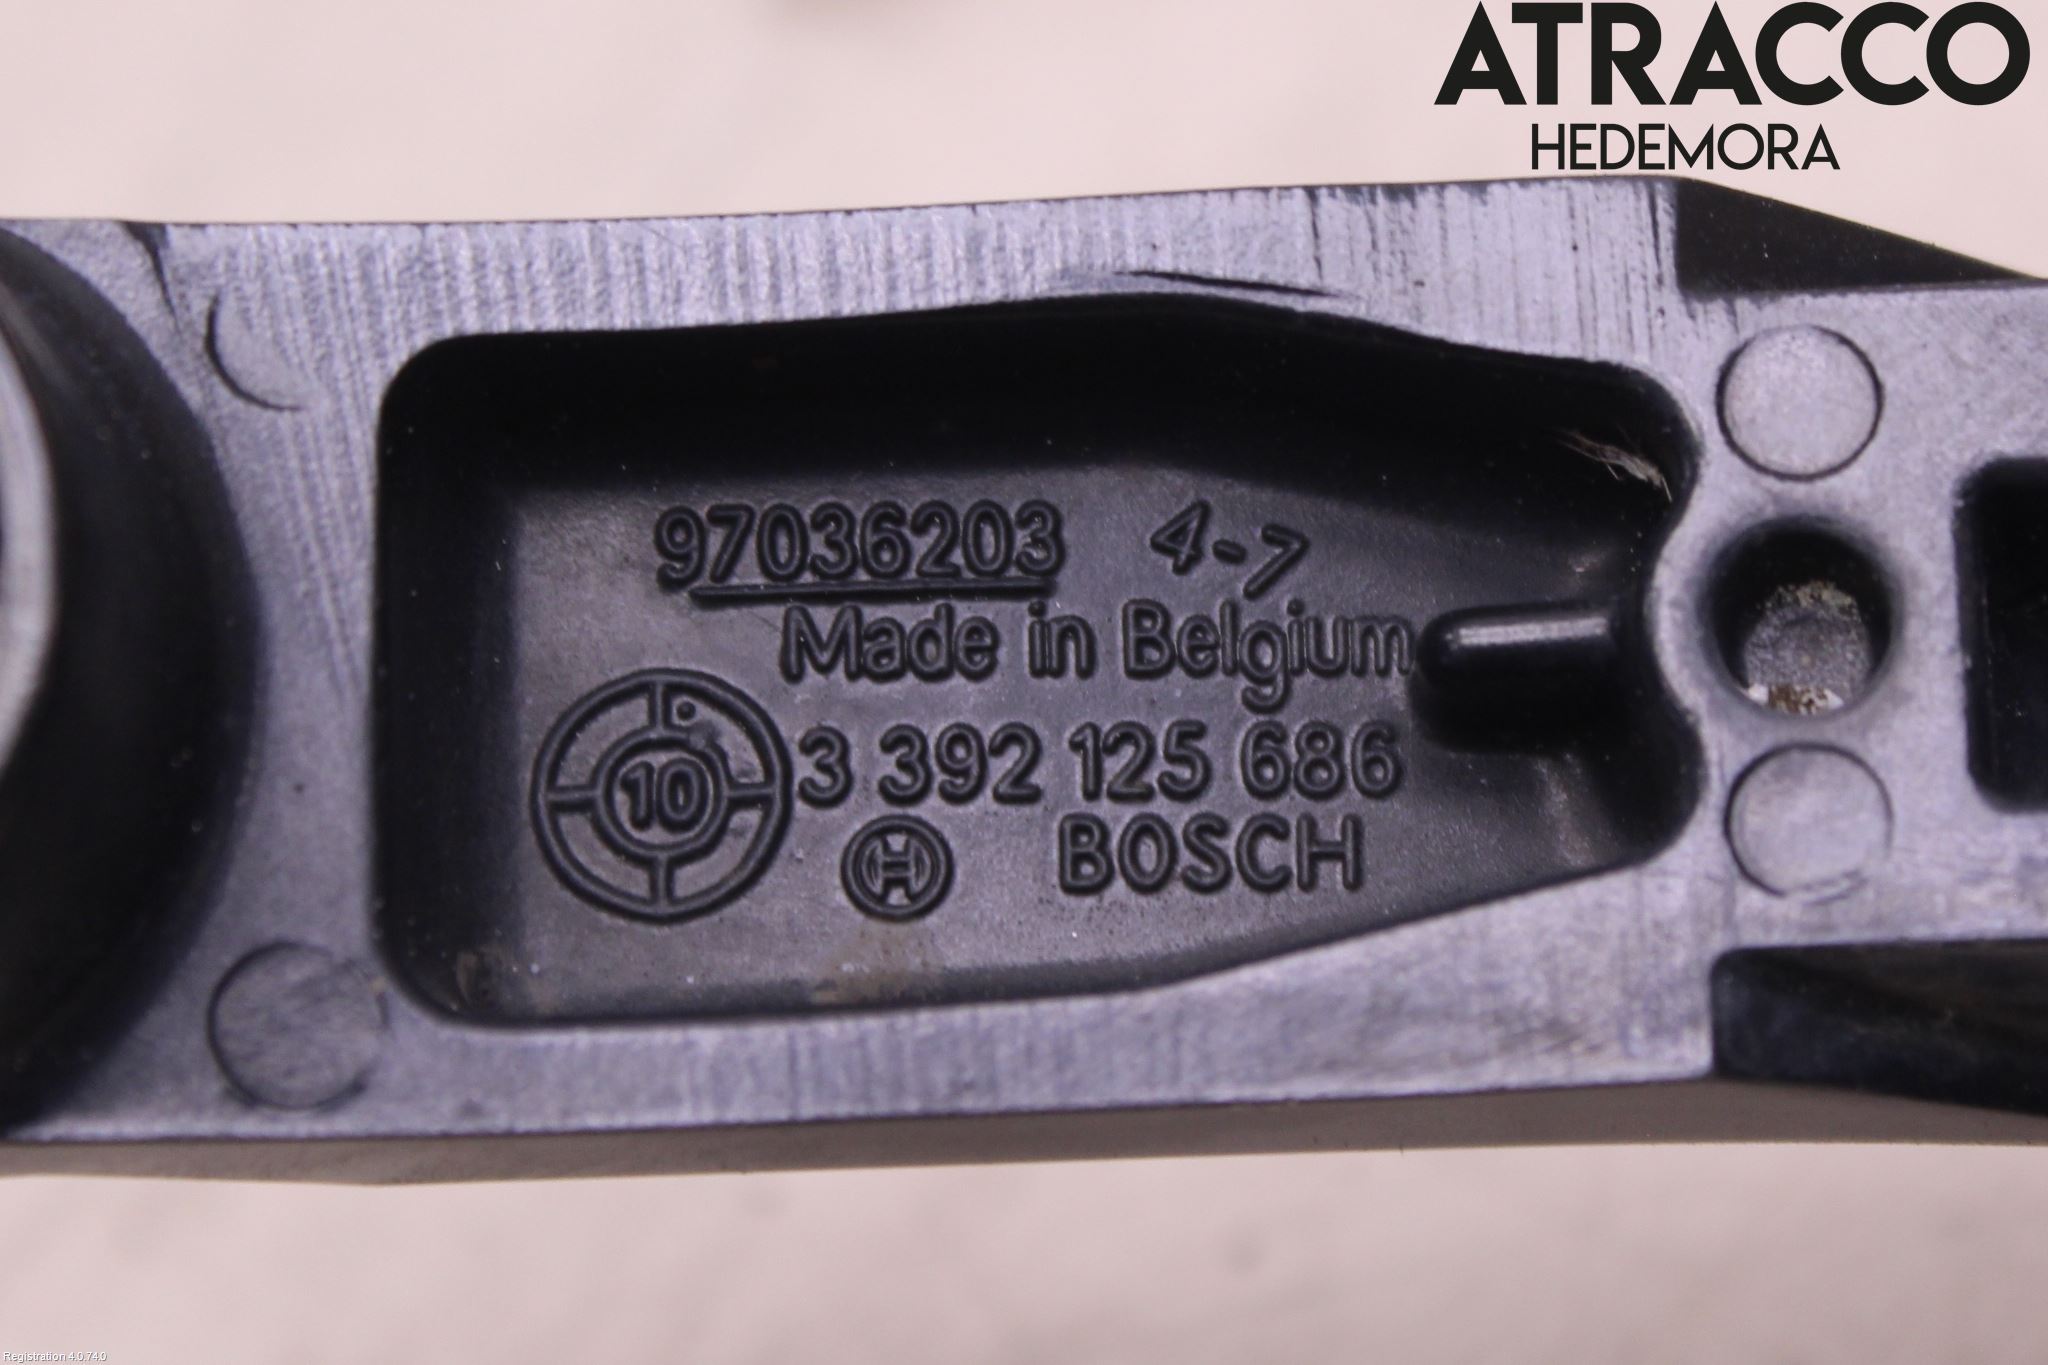 ATRACCO
HEDEMORA
97036203 4-7
Made in Belgium
10 3 392 125 686
BOSCH
Registration 4.0.74.0